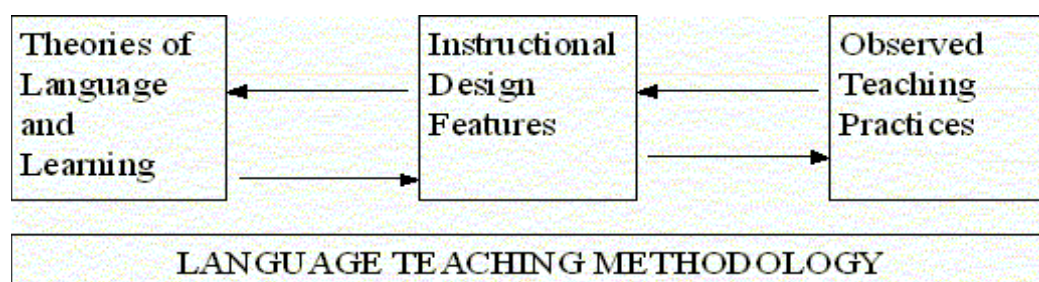 Theories of
Language
and
Learning
Instructional
Design
Features
Observed
Teaching
Practices
LANGUAGE TEACHING METHODOLOGY